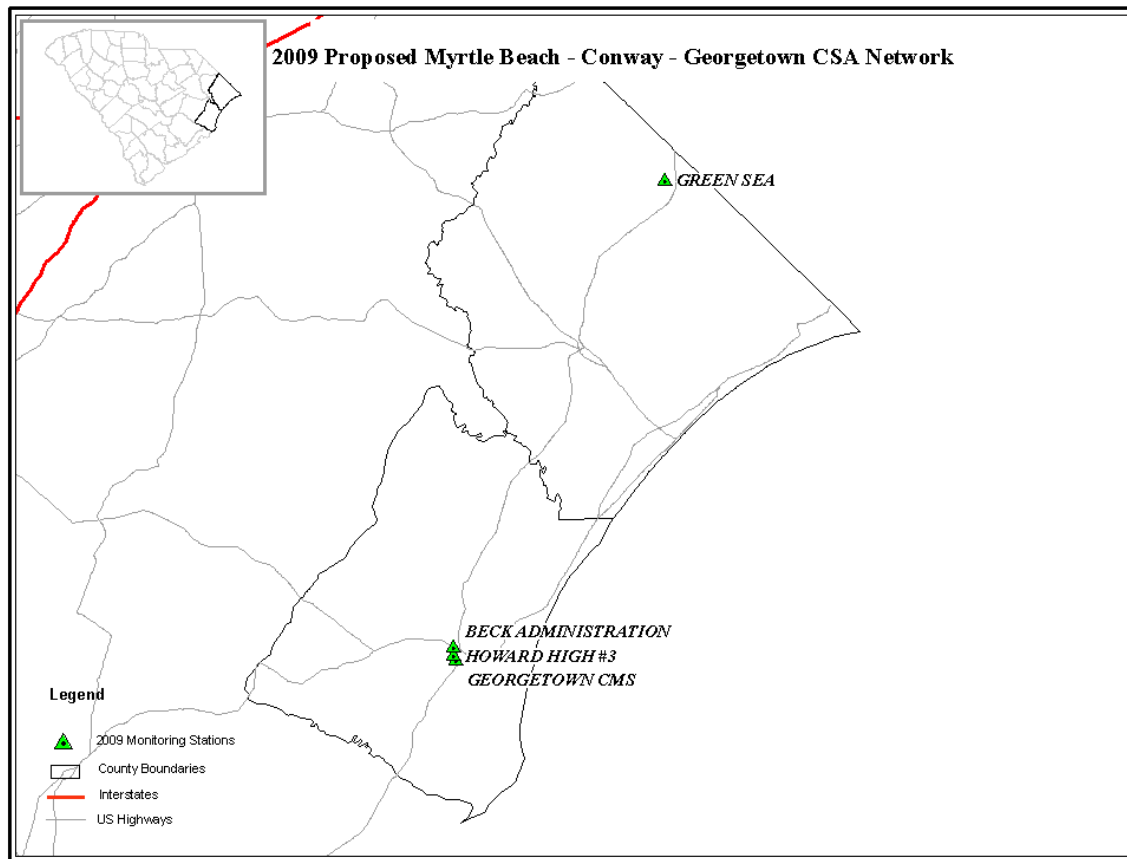 2009 Proposed Myrtle Beach - Conway - Georgetown CSA Network
GREEN SEA
BECK ADMINISTRATION
HOWARD HIGH #3
GEORGETOWN CMS
Legend
2009 Monitoring Stations
County Boundaries
Interstates
US Highways